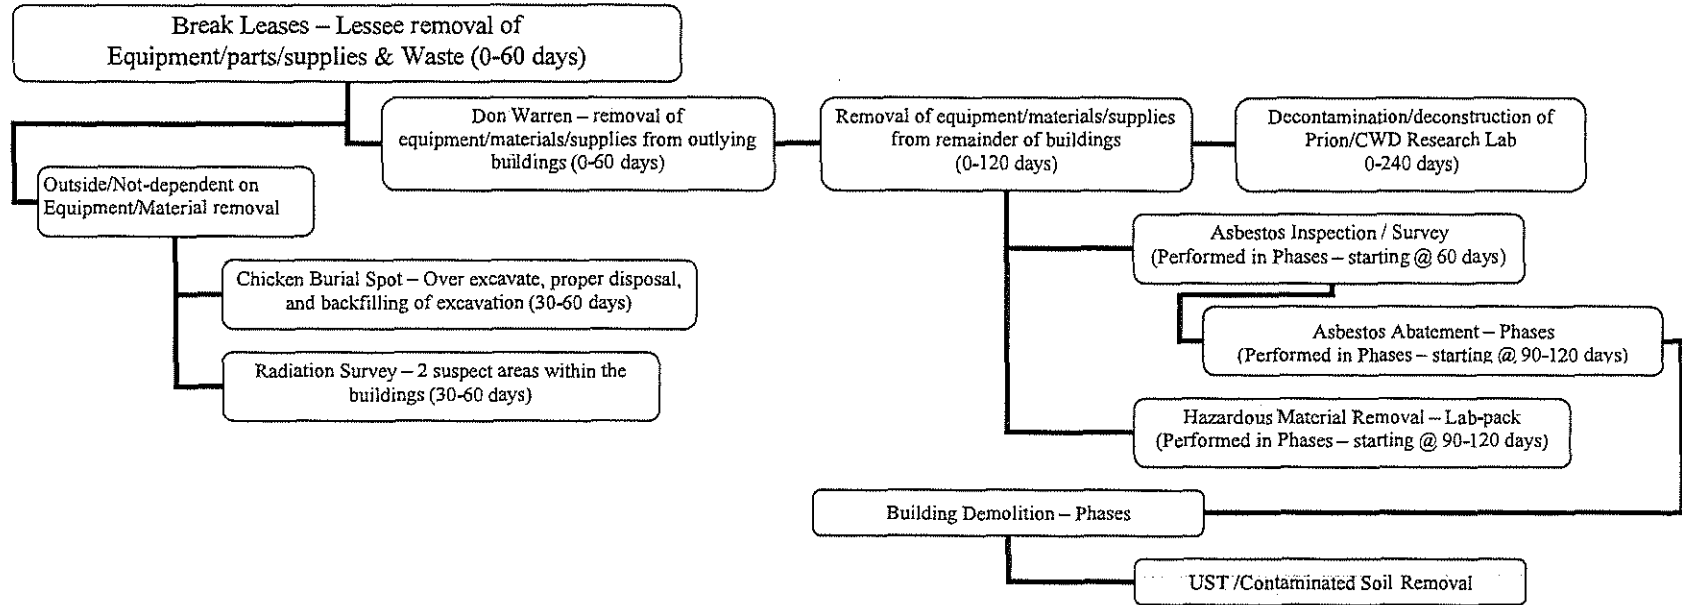 Break Leases – Lessee removal of
Equipment/parts/supplies & Waste (0-60 days)
Don Warren – removal of
equipment/materials/supplies from outlying
buildings (0-60 days)
Removal of equipment/materials/supplies
from remainder of buildings
(0-120 days)
Decontamination/deconstruction of
Prion/CWD Research Lab
0-240 days)
Outside/Not-dependent on
Equipment/Material removal
Asbestos Inspection / Survey
(Performed in Phases – starting @ 60 days)
Chicken Burial Spot – Over excavate, proper disposal,
and backfilling of excavation (30-60 days)
Asbestos Abatement – Phases
(Performed in Phases – starting @ 90-120 days)
Radiation Survey – 2 suspect areas within the
buildings (30-60 days)
Hazardous Material Removal – Lab-pack
(Performed in Phases – starting @ 90-120 days)
Building Demolition – Phases
UST /Contaminated Soil Removal